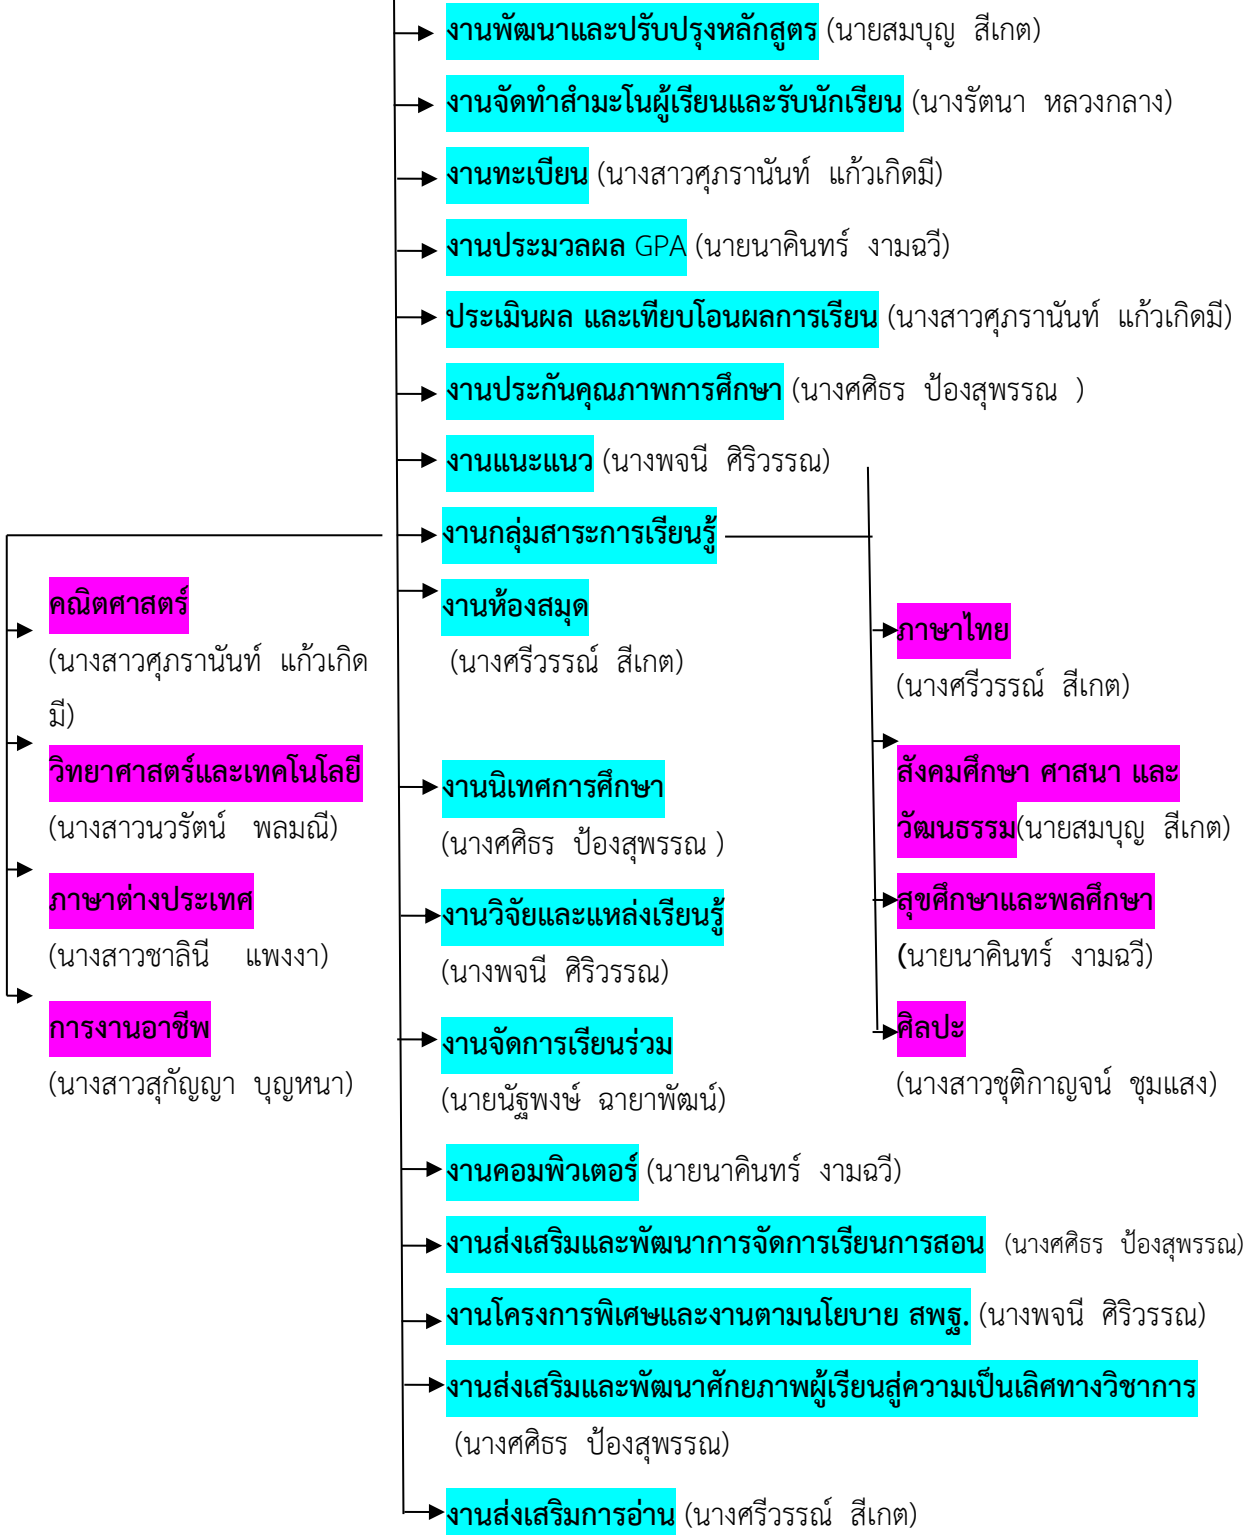 งานพัฒนาและปรับปรุงหลักสูตร (นายสมบุญ สีเกต)
งานจัดทำสำมะโนผู้เรียนและรับนักเรียน (นางรัตนา หลวงกลาง)
งานทะเบียน (นางสาวศุภรานันท์ แก้วเกิดมี)
งานประมวลผล GPA (นายนาคินทร์ งามฉวี)
ประเมินผล และเทียบโอนผลการเรียน (นางสาวศุภรานันท์ แก้วเกิดมี)
งานประกันคุณภาพการศึกษา (นางศศิธร ป้องสุพรรณ )
งานแนะแนว (นางพจนี ศิริวรรณ)
งานกลุ่มสาระการเรียนรู้
คณิตศาสตร์
(นางสาวศุภรานันท์ แก้วเกิด
มี)
วิทยาศาสตร์และเทคโนโลยี
(นางสาวนวรัตน์ พลมณี)
ภาษาต่างประเทศ
(นางสาวชาลินี แพงงา)
การงานอาชีพ
(นางสาวสุกัญญา บุญหนา)
งานห้องสมุด
(นางศรีวรรณ์ สีเกต)
งานนิเทศการศึกษา
(นางศศิธร ป้องสุพรรณ )
งานวิจัยและแหล่งเรียนรู้
(นางพจนี ศิริวรรณ)
งานจัดการเรียนร่วม
(นายนัฐพงษ์ ฉายาพัฒน์)
ภาษาไทย
(นางศรีวรรณ์ สีเกต)
สังคมศึกษา ศาสนา และ
วัฒนธรรม(นายสมบุญ สีเกต)
สุขศึกษาและพลศึกษา
(นายนาคินทร์ งามฉวี)
ศิลปะ
(นางสาวชุติกาญจน์ ชุมแสง)
งานคอมพิวเตอร์ (นายนาคินทร์ งามฉวี)
งานส่งเสริมและพัฒนาการจัดการเรียนการสอน (นางศศิธร ป้องสุพรรณ)
งานโครงการพิเศษและงานตามนโยบาย สพฐ. (นางพจนี ศิริวรรณ)
งานส่งเสริมและพัฒนาศักยภาพผู้เรียนสู่ความเป็นเลิศทางวิชาการ
(นางศศิธร ป้องสุพรรณ)
งานส่งเสริมการอ่าน (นางศรีวรรณ์ สีเกต)